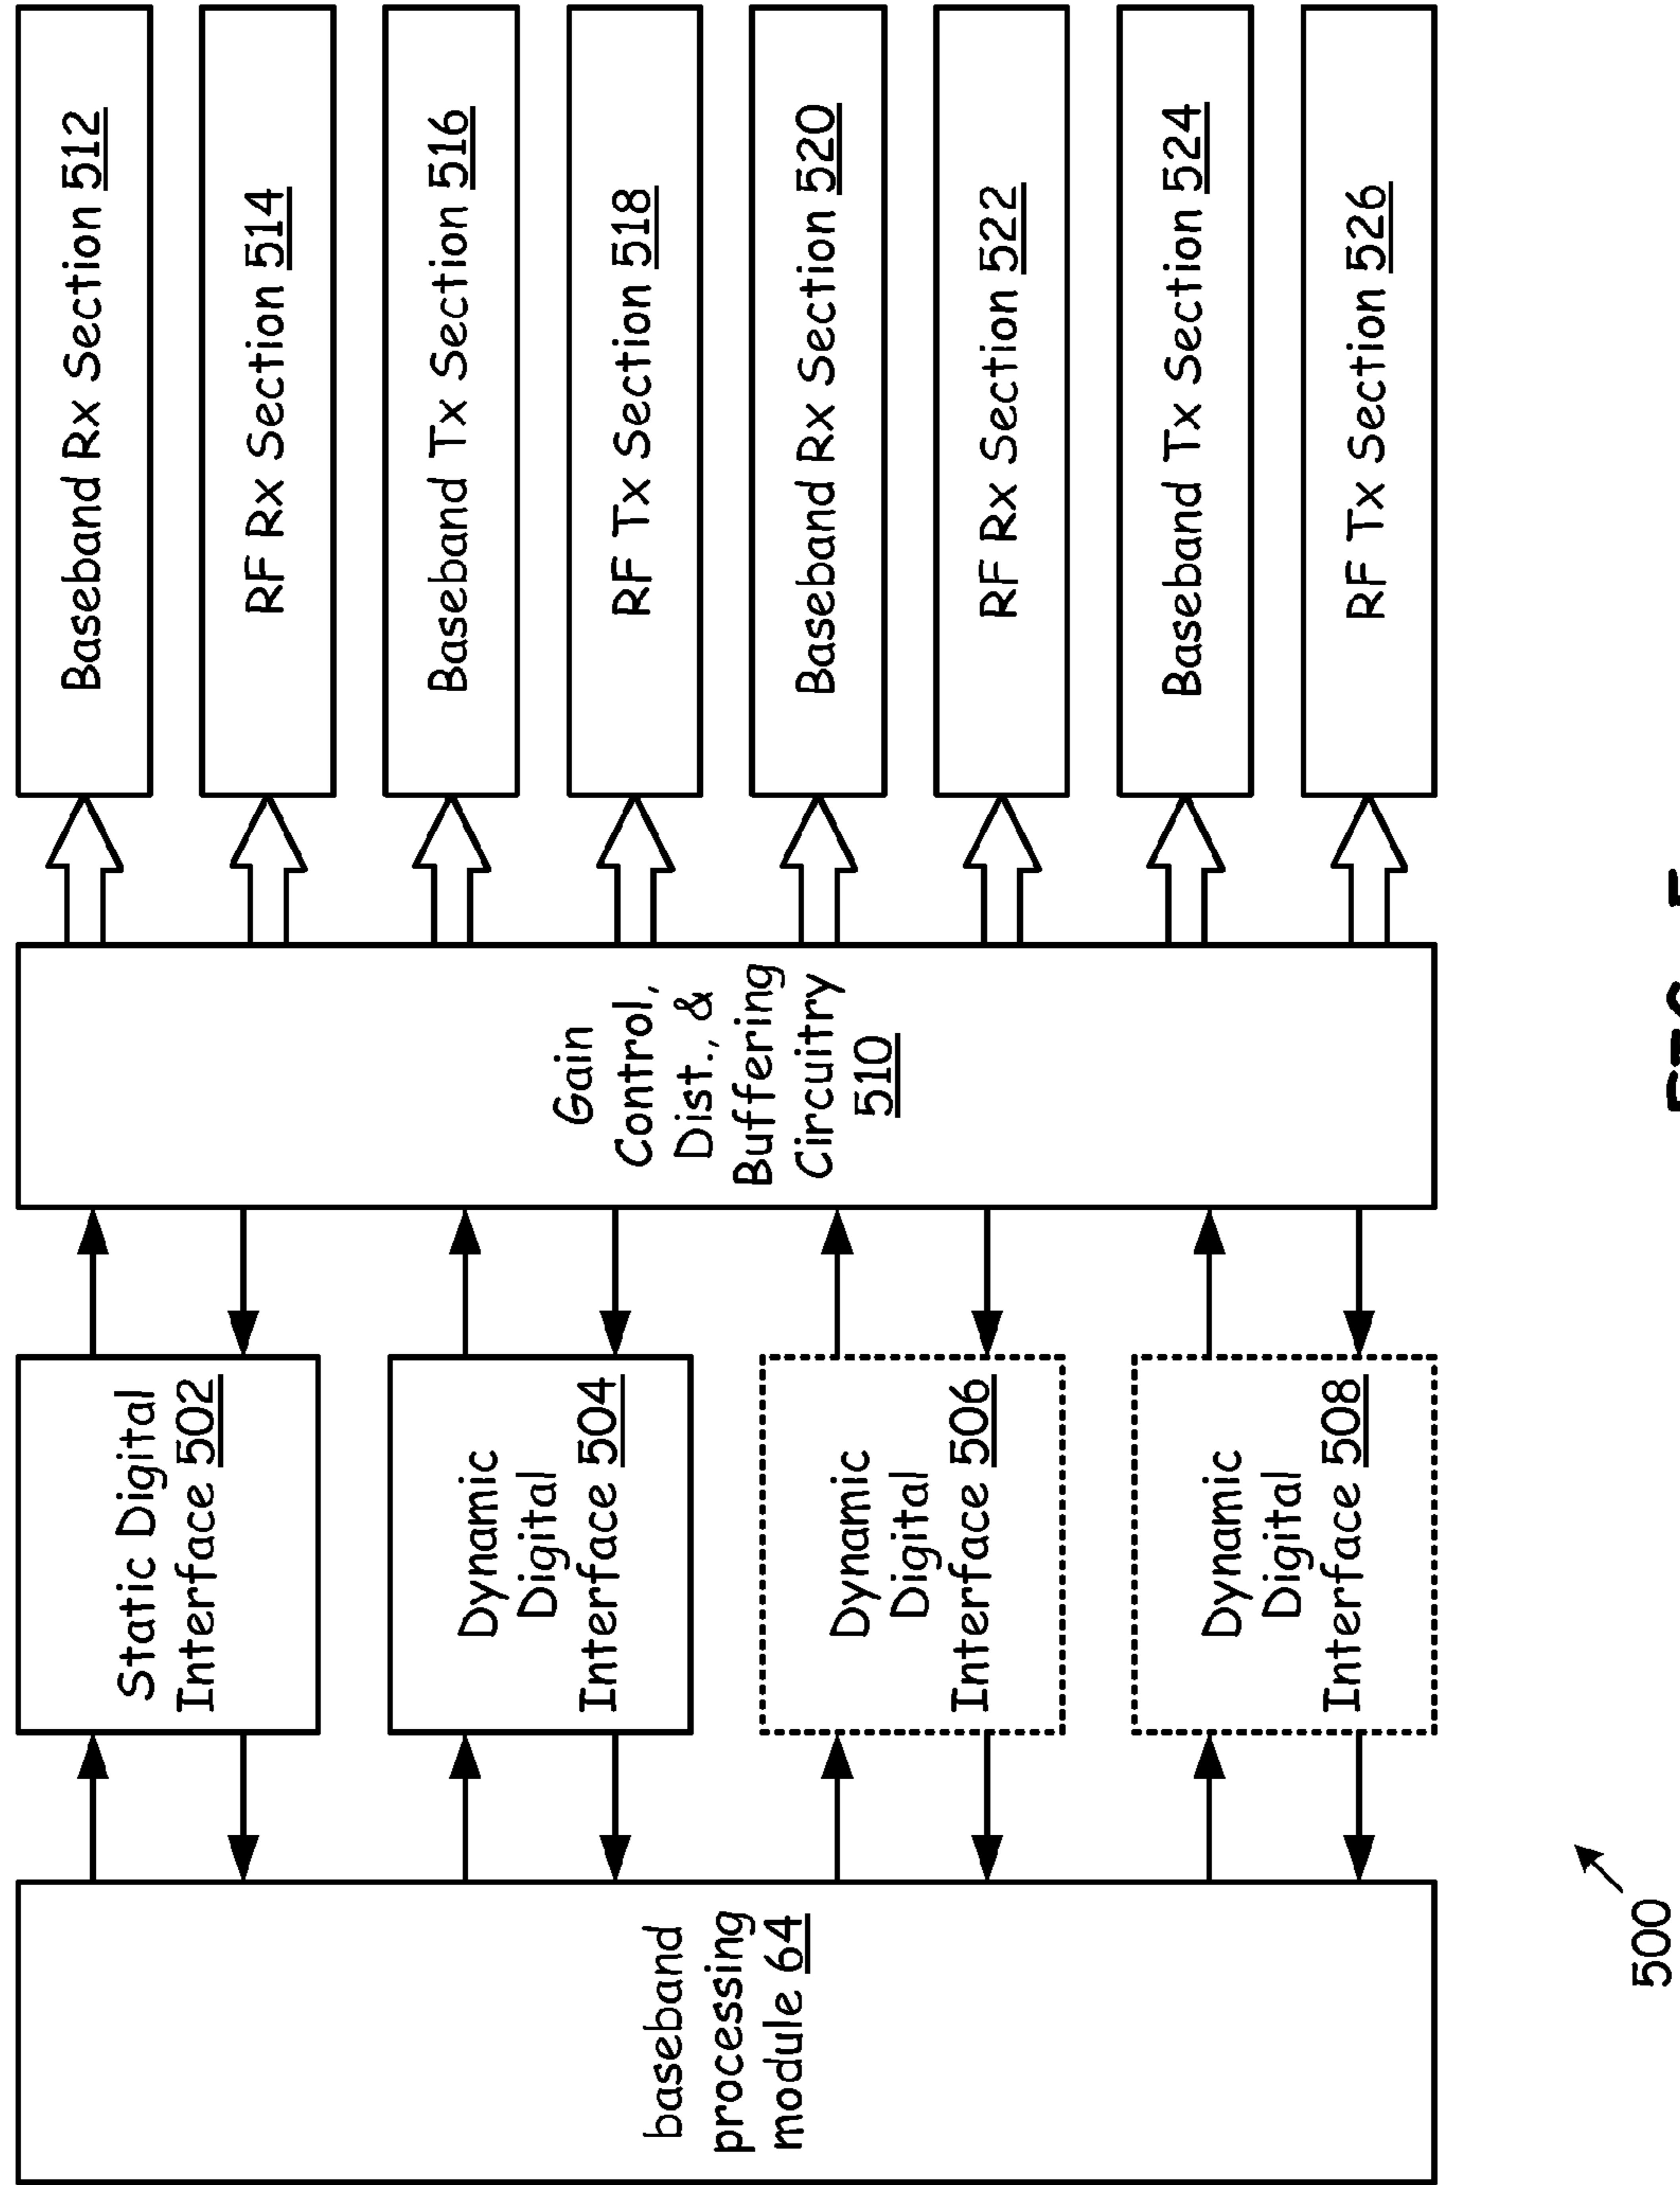 baseband
processing
module 64
Static Digital
Interface 502
Dynamic
Digital
Interface 504
Dynamic
Digital
Interface 506
Dynamic
Digital
Interface 508
Gain
Control,
Dist., &
Buffering
Circuitry
510
Baseband Rx Section 512
RF Rx Section 514
Baseband Tx Section 516
RF Tx Section 518
Baseband Rx Section 520
RF Rx Section 522
Baseband Tx Section 524
RF Tx Section 526
500